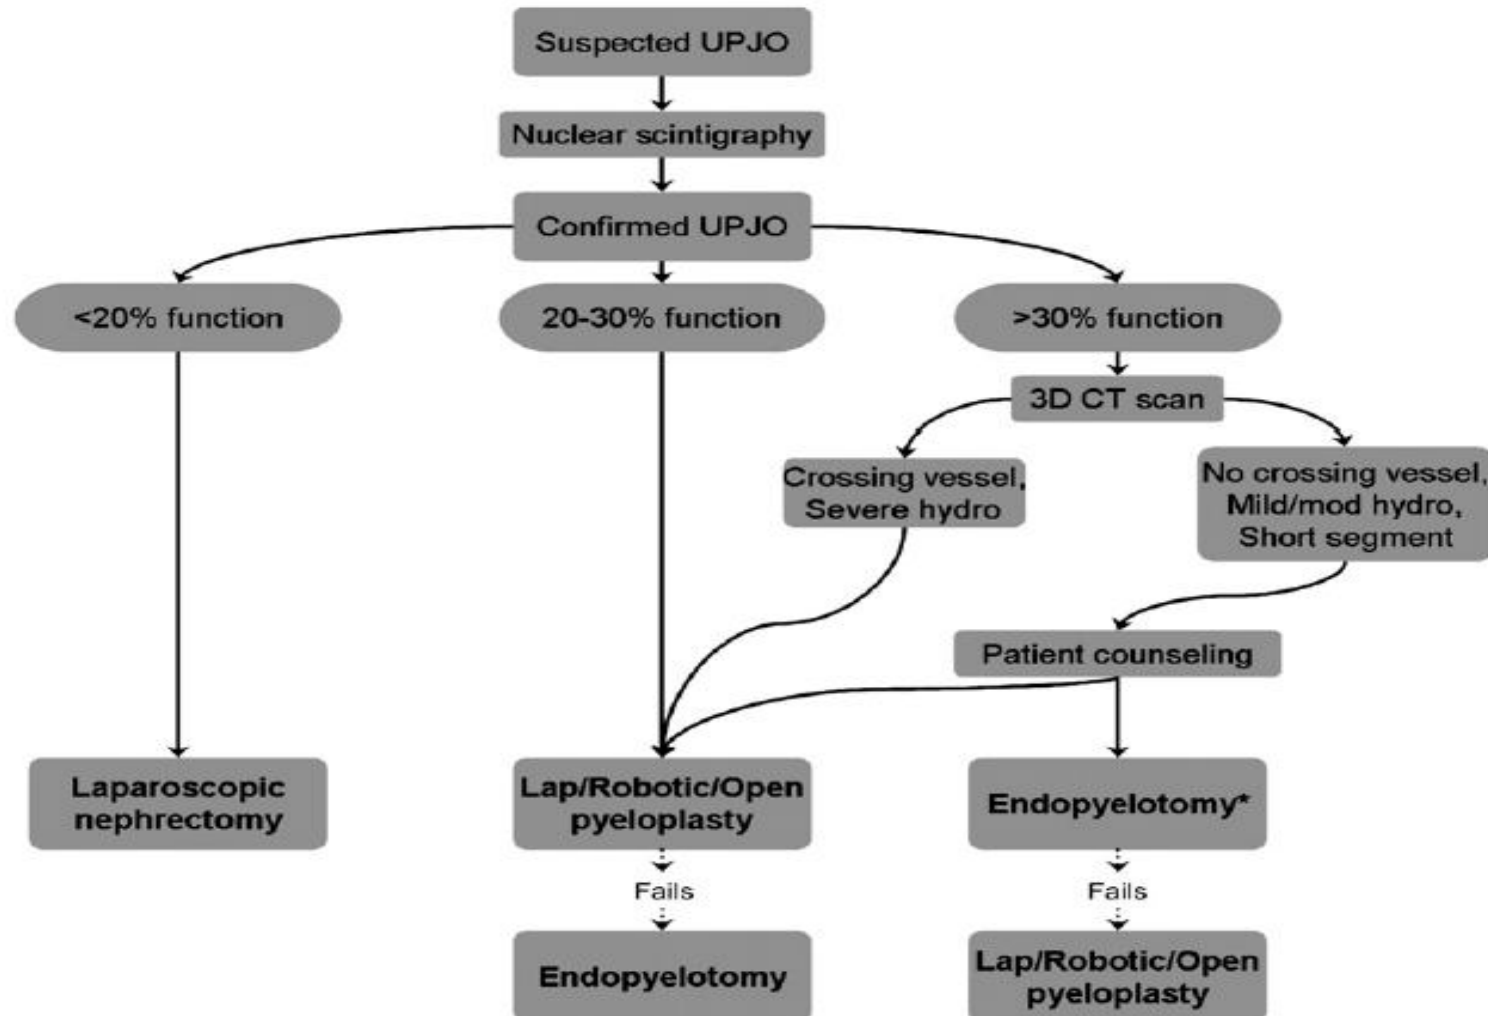 Suspected UPJO
Nuclear scintigraphy
Confirmed UPJO
<20% function
20-30% function
>30% function
3D CT scan
Crossing vessel,
Severe hydro
No crossing vessel,
Mild/mod hydro,
Short segment
Patient counseling
Laparoscopic
nephrectomy
Lap/Robotic/Open
pyeloplasty
Endopyelotomy*
Fails
Fails
Endopyelotomy
Lap/Robotic/Open
pyeloplasty